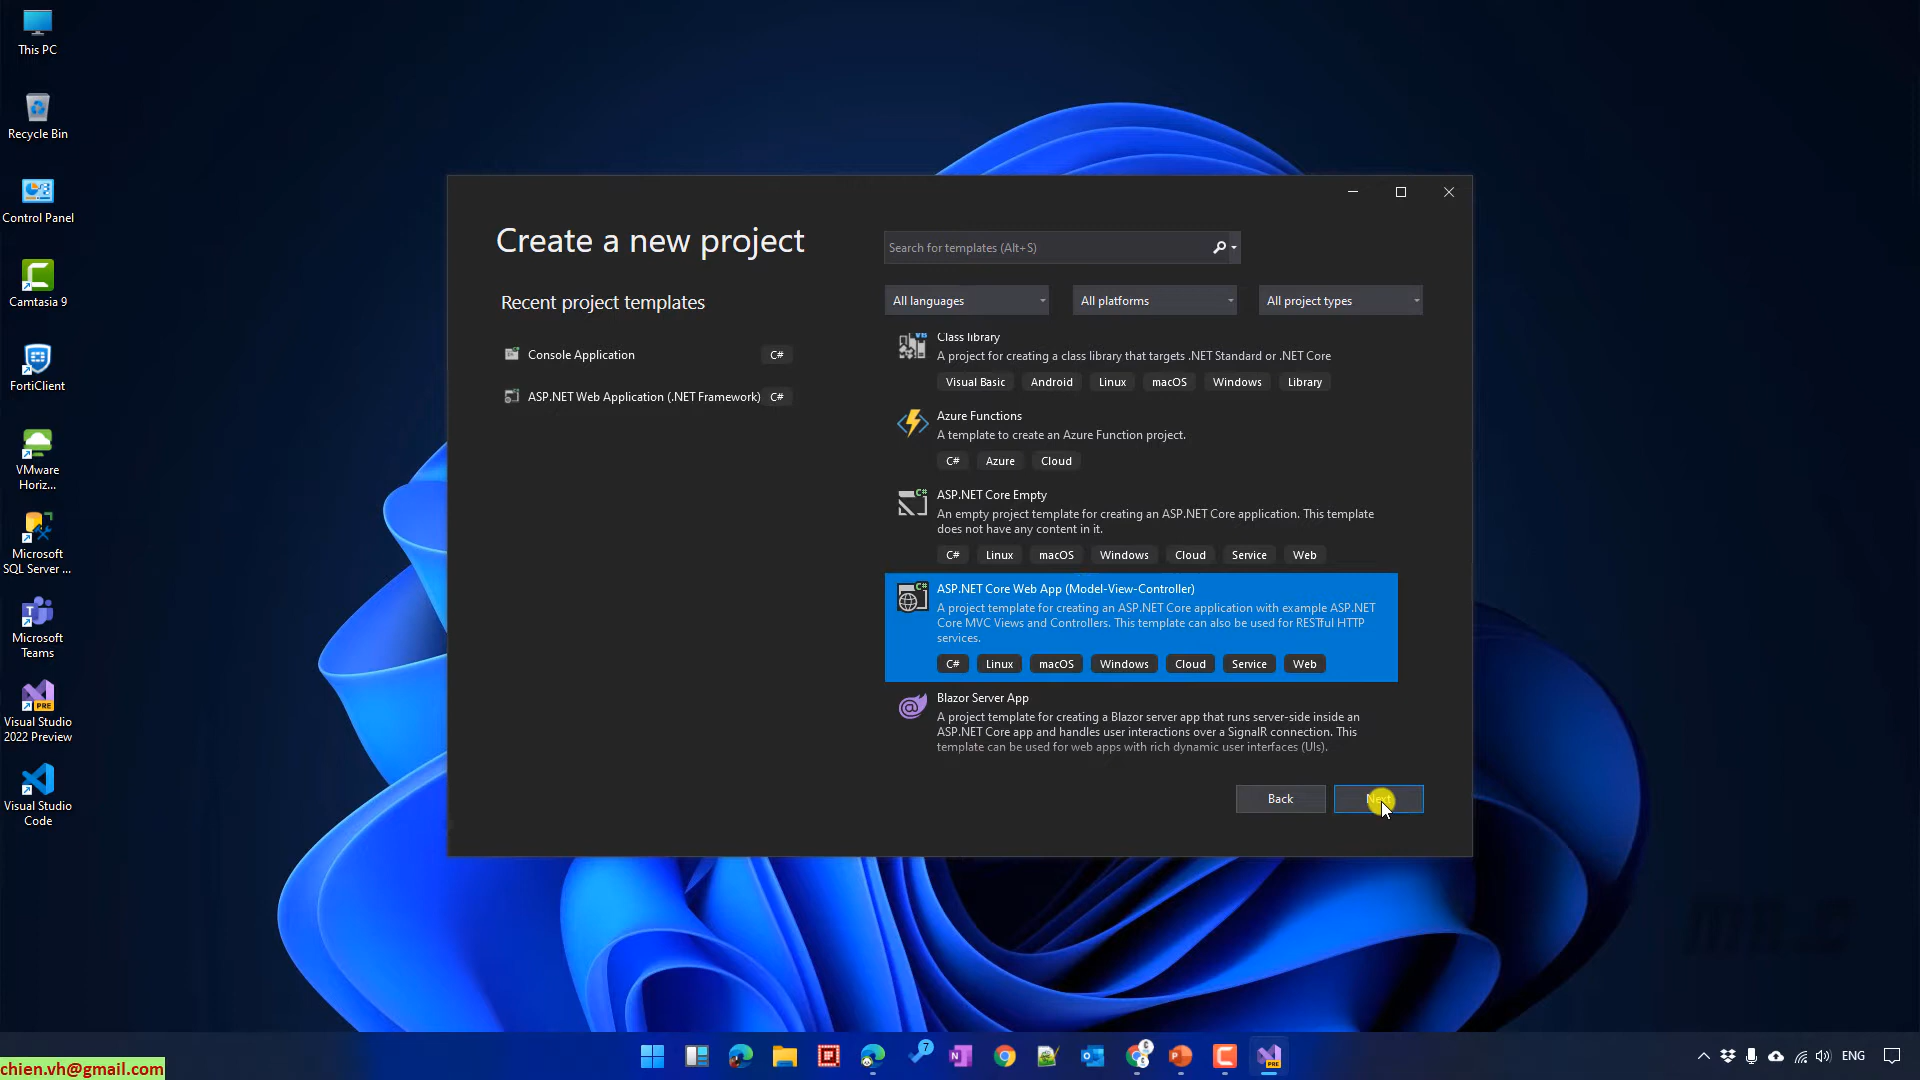 This PC
Recycle Bin
Control Panel
Camtasia 9
FortiClient
VMware
Horiz...
Microsoft
SQL Server ...
Microsoft
Teams
Visual Studio
2022 Preview
Visual Studio
Code
Create a new project
Recent project templates
Console Application C#
ASP.NET Web Application (.NET Framework) C#
Search for templates (Alt+S)
All languages All platforms All project types
Class library
A project for creating a class library that targets .NET Standard or .NET Core
Visual Basic Android Linux macOS Windows Library
Azure Functions
A template to create an Azure Function project.
C# Azure Cloud
ASP.NET Core Empty
An empty project template for creating an ASP.NET Core application. This template
does not have any content in it.
C# Linux macOS Windows Cloud Service Web
ASP.NET Core Web App (Model-View-Controller)
A project template for creating an ASP.NET Core application with example ASP.NET
Core MVC Views and Controllers. This template can also be used for RESTful HTTP
services.
C# Linux macOS Windows Cloud Service Web
Blazor Server App
A project template for creating a Blazor server app that runs server-side inside an
ASP.NET Core app and handles user interactions over a SignalR connection. This
template can be used for web apps with rich dynamic user interfaces (UIs).
Back Next
chien.vh@gmail.com
7
ENG